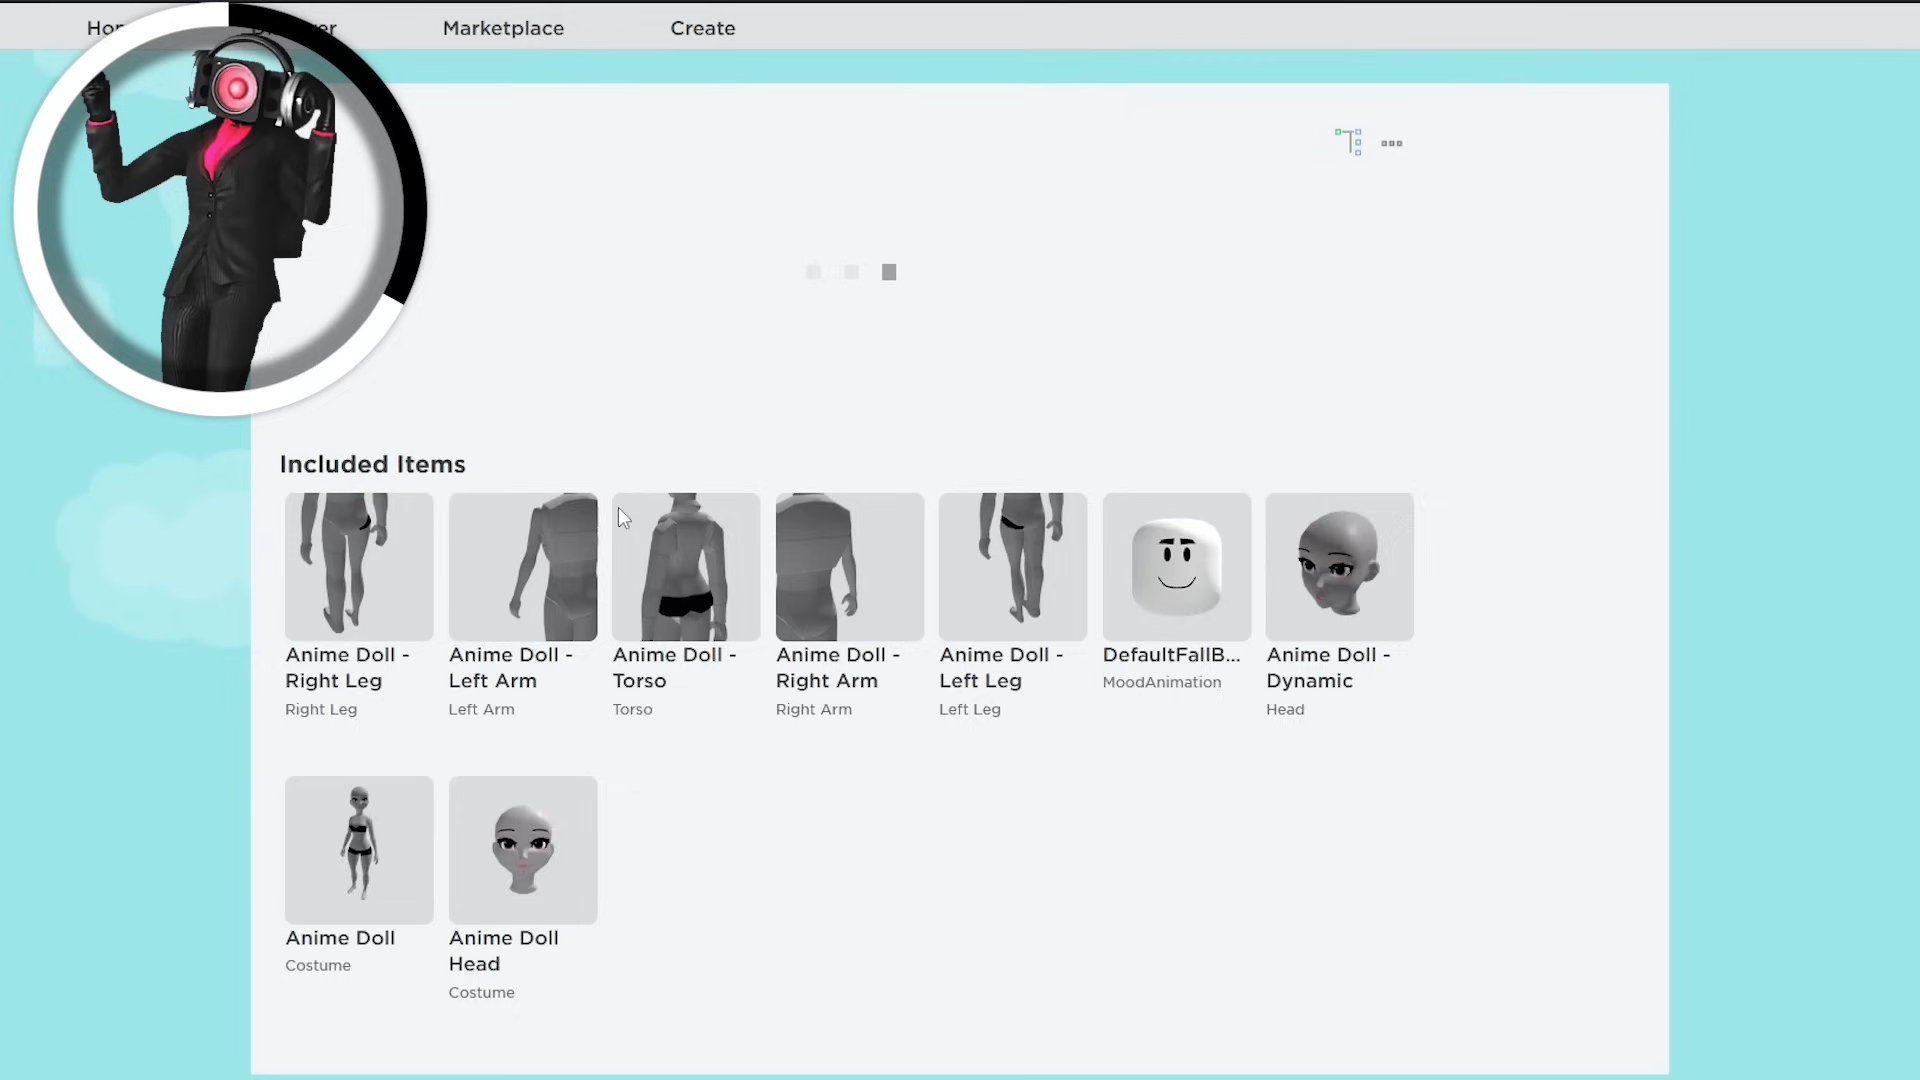 Marketplace
Create
Included Items
Anime Doll -
Right Leg
Right Leg
Anime Doll -
Left Arm
Left Arm
Anime Doll -
Torso
Torso
Anime Doll -
Right Arm
Right Arm
Anime Doll -
Left Leg
Left Leg
DefaultFallB...
MoodAnimation
Anime Doll -
Dynamic
Head
Anime Doll
Costume
Anime Doll
Head
Costume